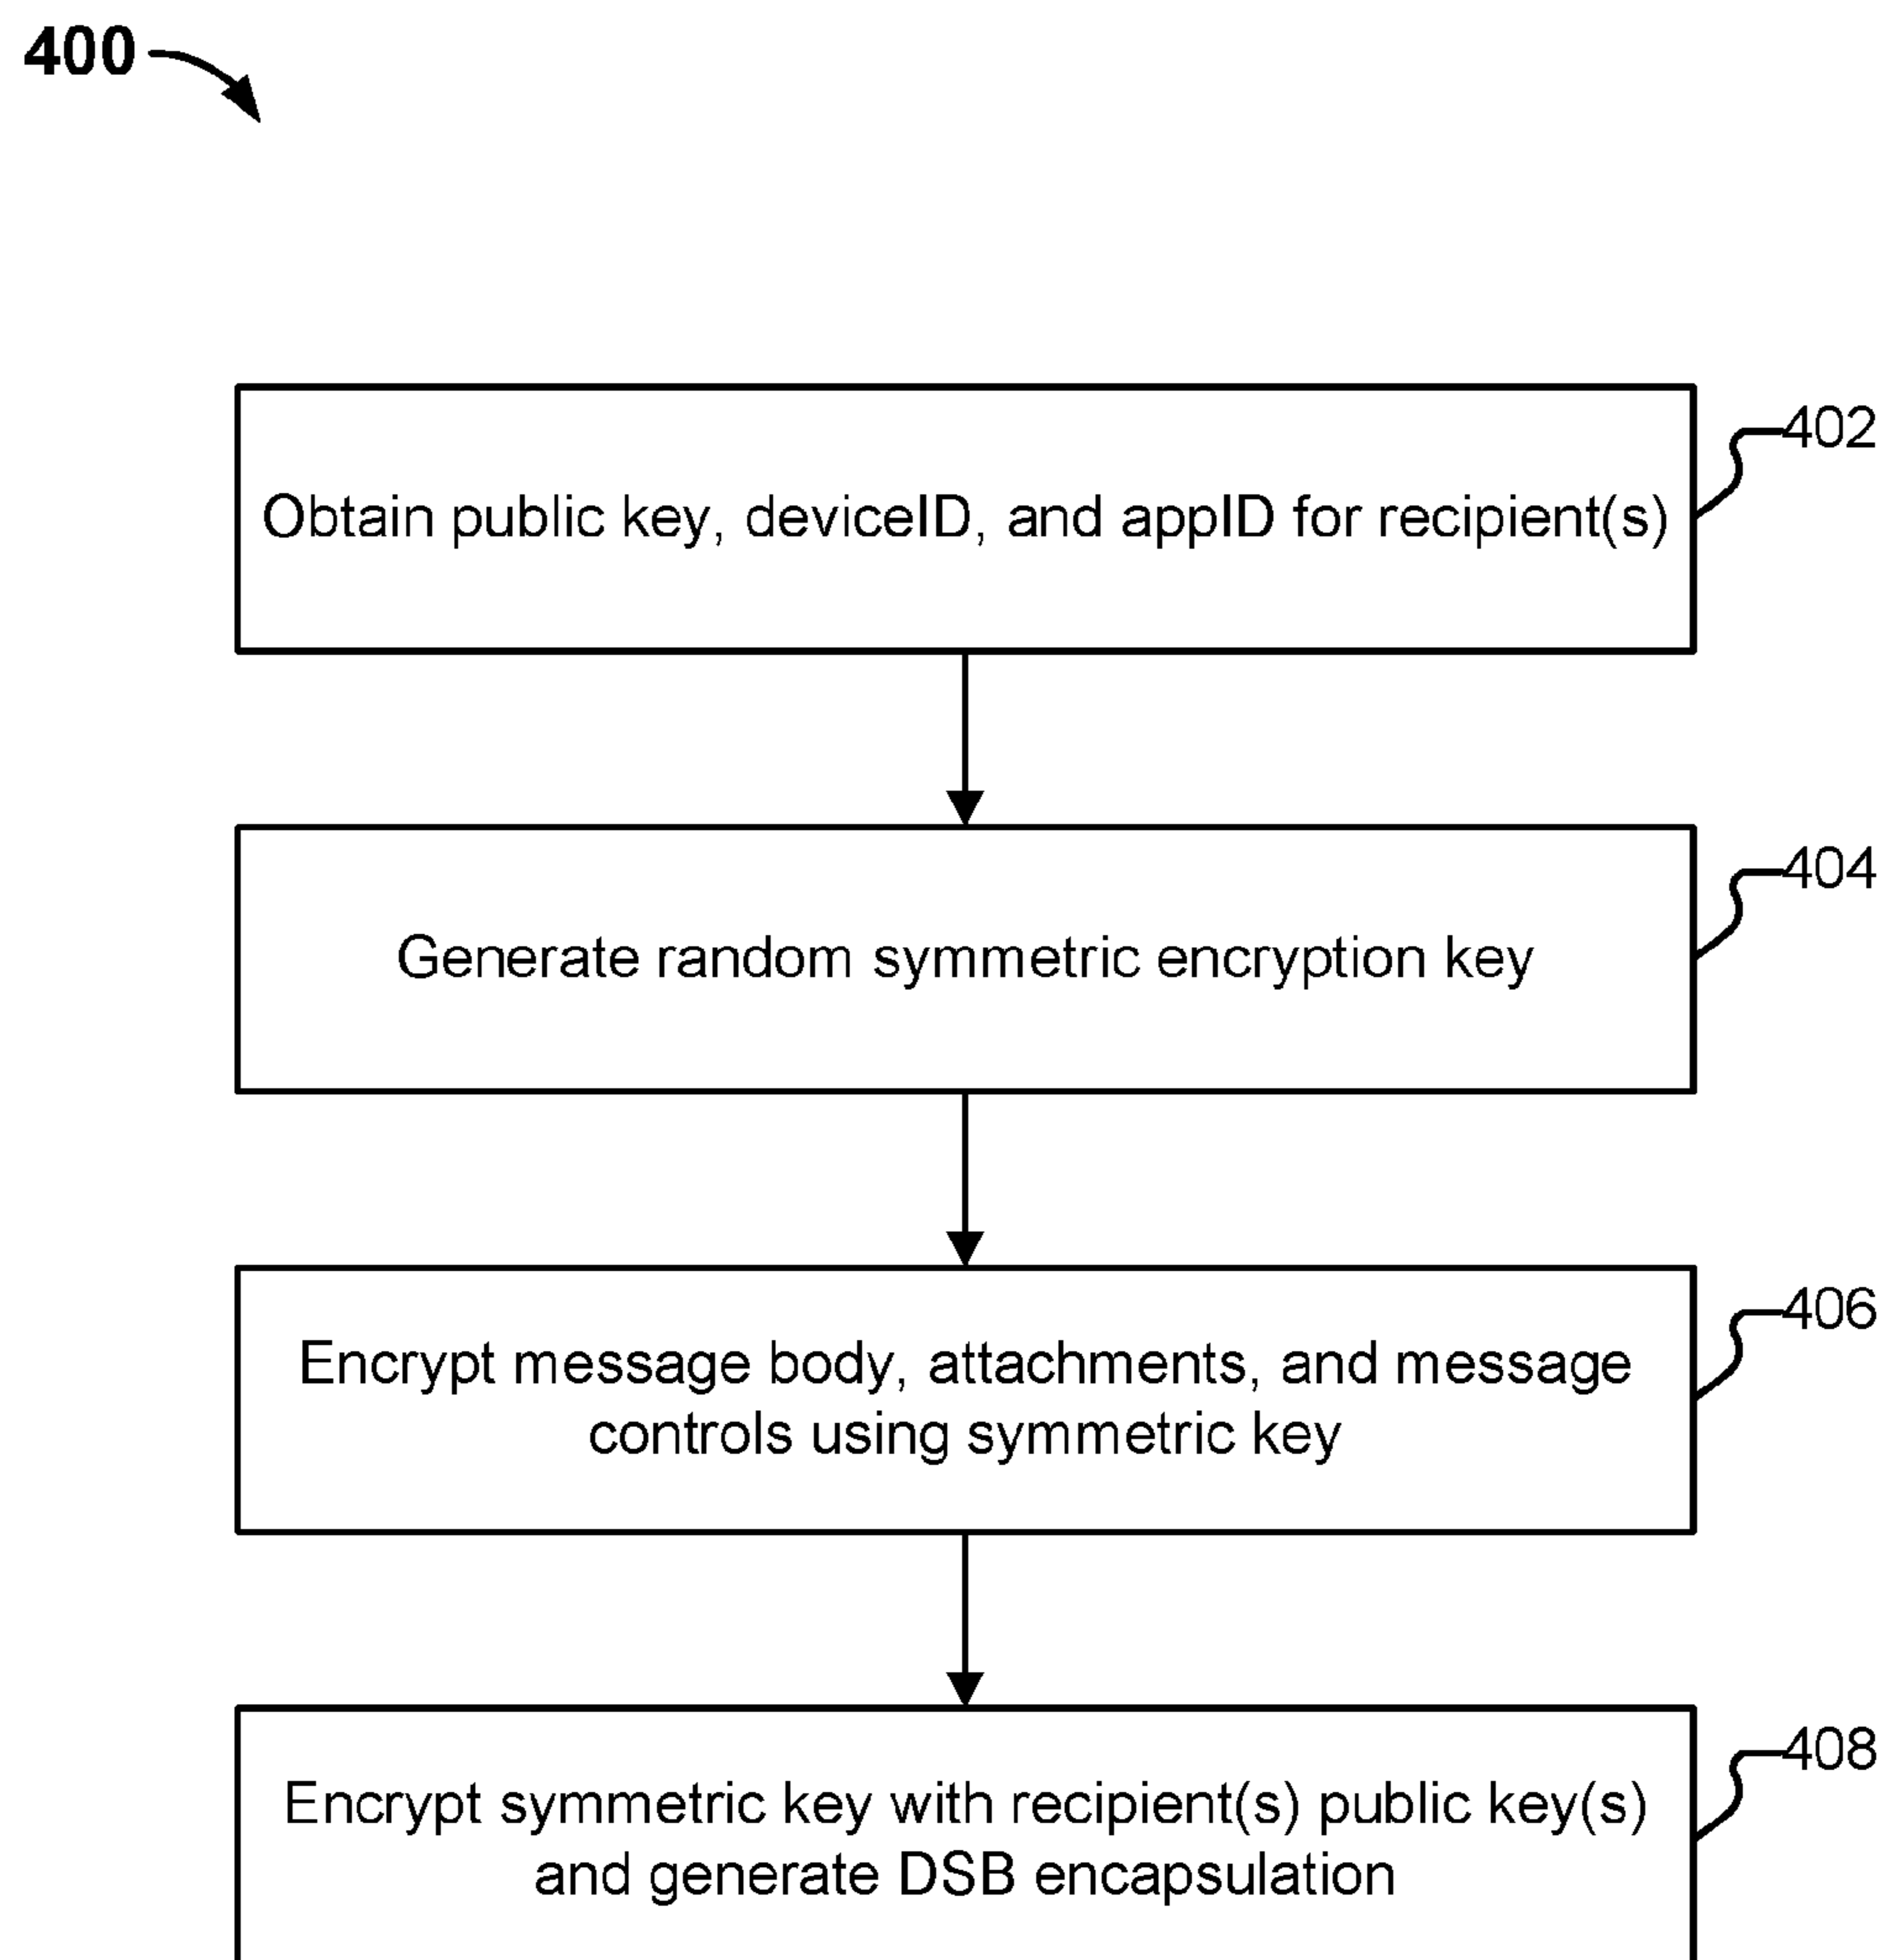 400
402
Obtain public key, deviceID, and appID for recipient(s)
404
Generate random symmetric encryption key
406
Encrypt message body, attachments, and message
controls using symmetric key
408
Encrypt symmetric key with recipient(s) public key(s)
and generate DSB encapsulation